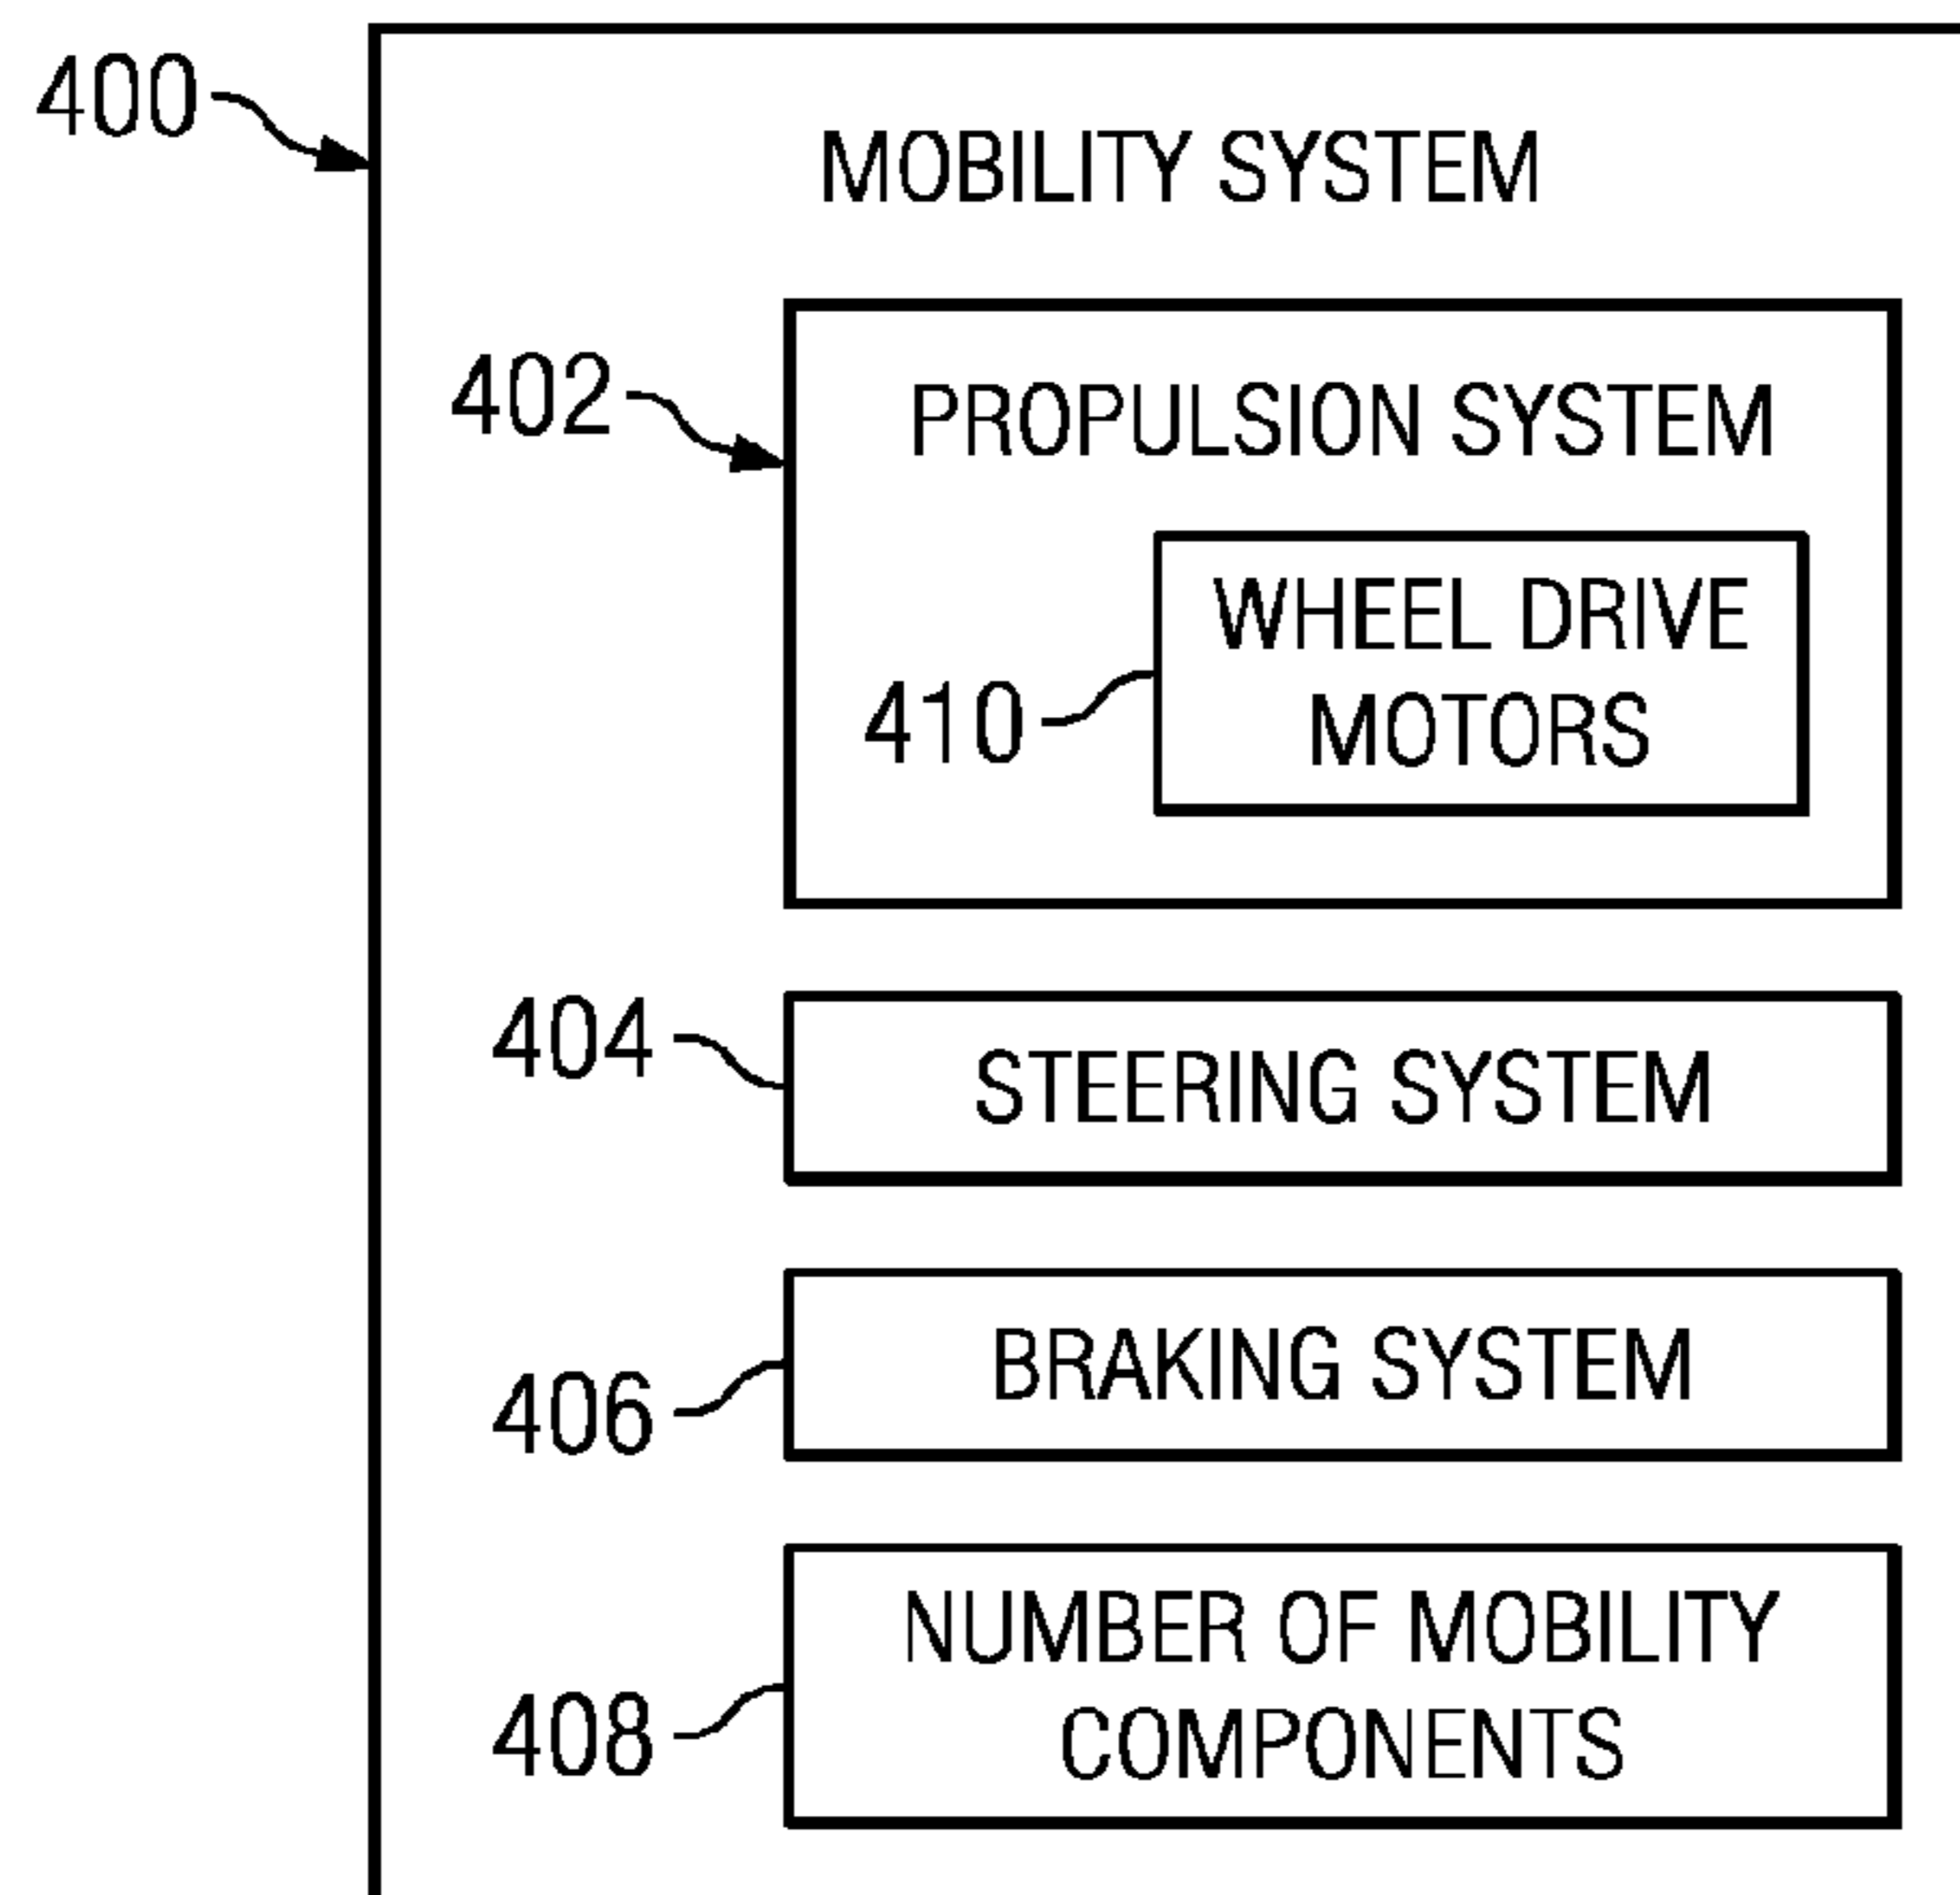 400
MOBILITY SYSTEM
402
PROPULSION SYSTEM
410
WHEEL DRIVE
MOTORS
404
STEERING SYSTEM
406
BRAKING SYSTEM
408
NUMBER OF MOBILITY
COMPONENTS